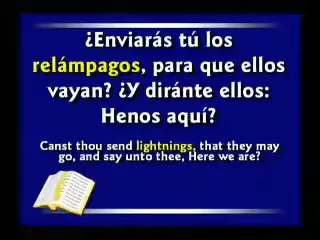 ¿Enviarás tú los
relámpagos, para que ellos
vayan? ¿Y diránte ellos:
Henos aquí?
Canst thou send lightnings, that they may
go, and say unto thee, Here we are?